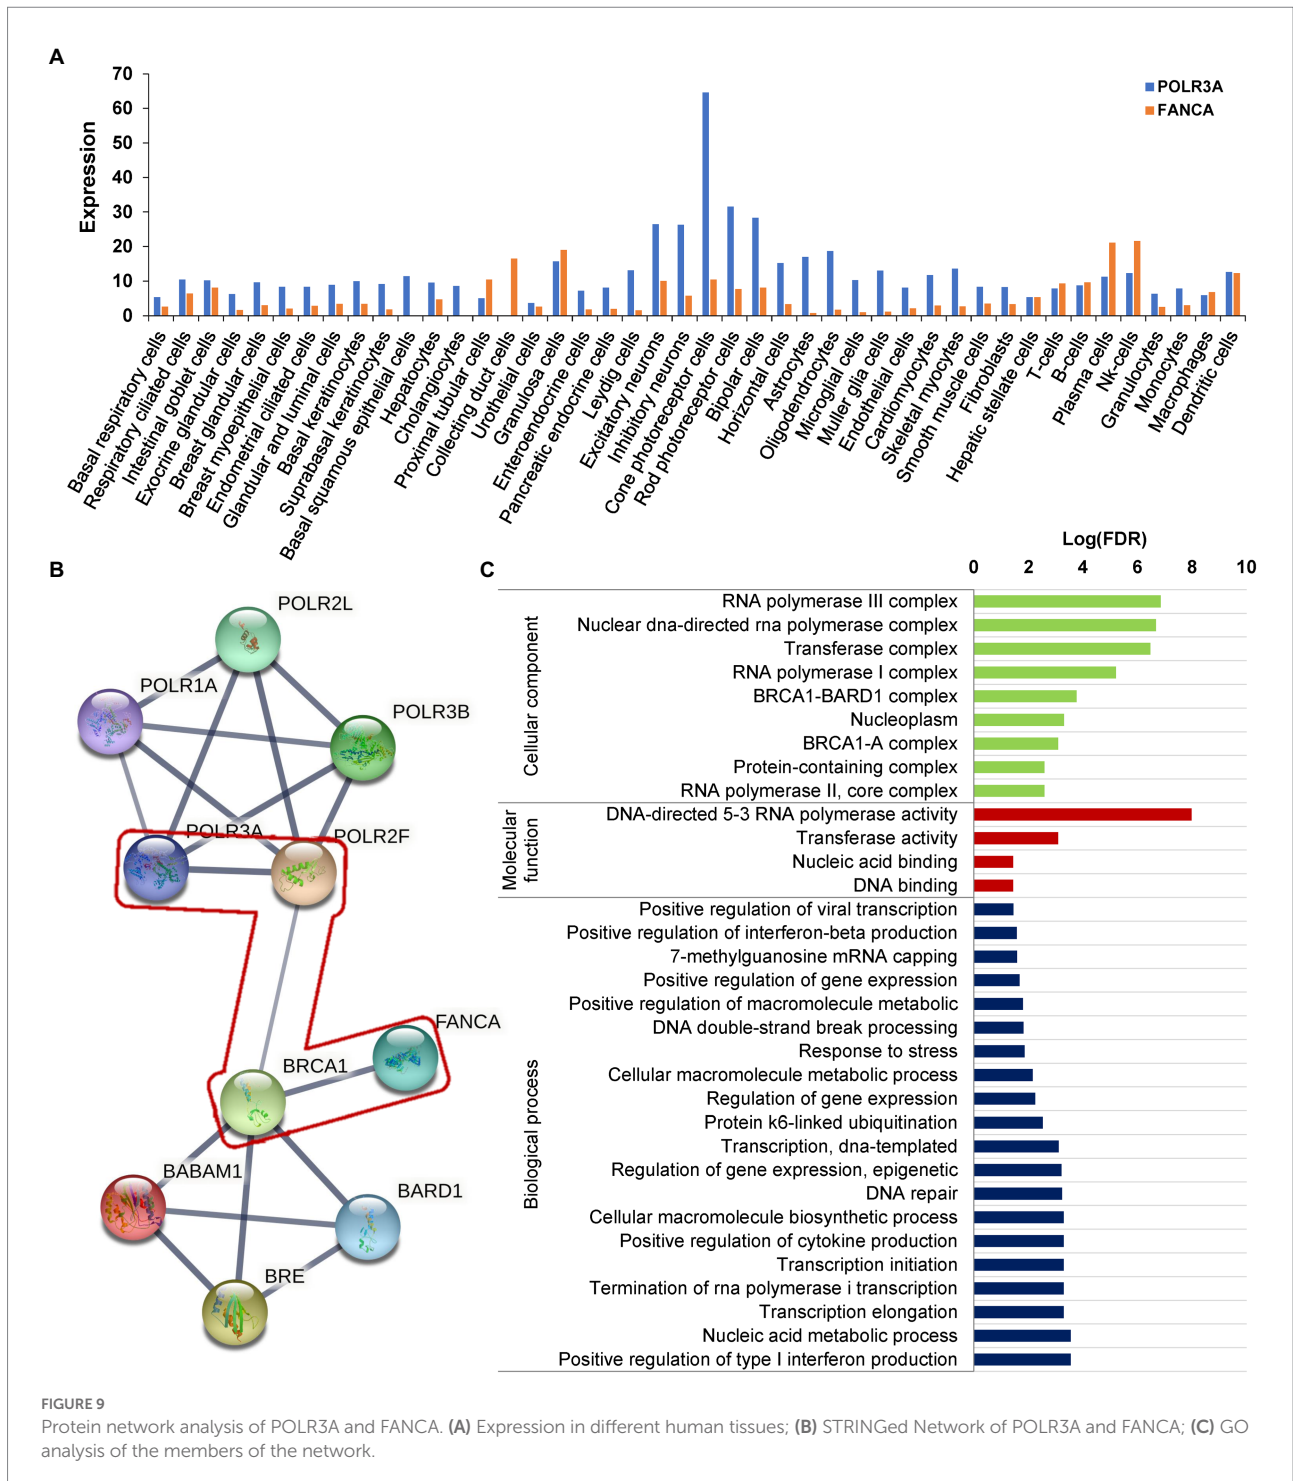 A
70
60
50
40
30
20
10
0
Expression
POLR3A
FANCA
Basal respiratory cells
Respiratory ciliated cells
Intestinal goblet cells
Exocrine glandular cells
Breast glandular cells
Breast myoepithelial cells
Endometrial ciliated cells
Glandular and luminal cells
Basal keratinocytes
Suprabasal keratinocytes
Basal squamous epithelial cells
Hepatocytes
Cholangiocytes
Proximal tubular cells
Collecting duct cells
Urothelial cells
Granulosa cells
Enteroendocrine cells
Pancreatic endocrine cells
Leydig cells
Excitatory neurons
Inhibitory neurons
Cone photoreceptor cells
Rod photoreceptor cells
Bipolar cells
Horizontal cells
Astrocytes
Oligodendrocytes
Microglial cells
Muller glia cells
Endothelial cells
Cardiomyocytes
Skeletal myocytes
Smooth muscle cells
Fibroblasts
Hepatic stellate cells
T-cells
B-cells
Plasma cells
Nk-cells
Granulocytes
Monocytes
Macrophages
Dendritic cells
B
POLR2L
POLR1A
POLR3B
POLR3A
POLR2F
FANCA
BRCA1
BABAM1
BARD1
BRE
C
Log(FDR)
0 2 4 6 8 10
Cellular component
RNA polymerase III complex
Nuclear dna-directed rna polymerase complex
Transferase complex
RNA polymerase I complex
BRCA1-BARD1 complex
Nucleoplasm
BRCA1-A complex
Protein-containing complex
RNA polymerase II, core complex
Molecular
function
DNA-directed 5-3 RNA polymerase activity
Transferase activity
Nucleic acid binding
DNA binding
Biological process
Positive regulation of viral transcription
Positive regulation of interferon-beta production
7-methylguanosine mRNA capping
Positive regulation of gene expression
Positive regulation of macromolecule metabolic
DNA double-strand break processing
Response to stress
Cellular macromolecule metabolic process
Regulation of gene expression
Protein k6-linked ubiquitination
Transcription, dna-templated
Regulation of gene expression, epigenetic
DNA repair
Cellular macromolecule biosynthetic process
Positive regulation of cytokine production
Transcription initiation
Termination of rna polymerase i transcription
Transcription elongation
Nucleic acid metabolic process
Positive regulation of type I interferon production
FIGURE 9
Protein network analysis of POLR3A and FANCA. (A) Expression in different human tissues; (B) STRINGed Network of POLR3A and FANCA; (C) GO
analysis of the members of the network.